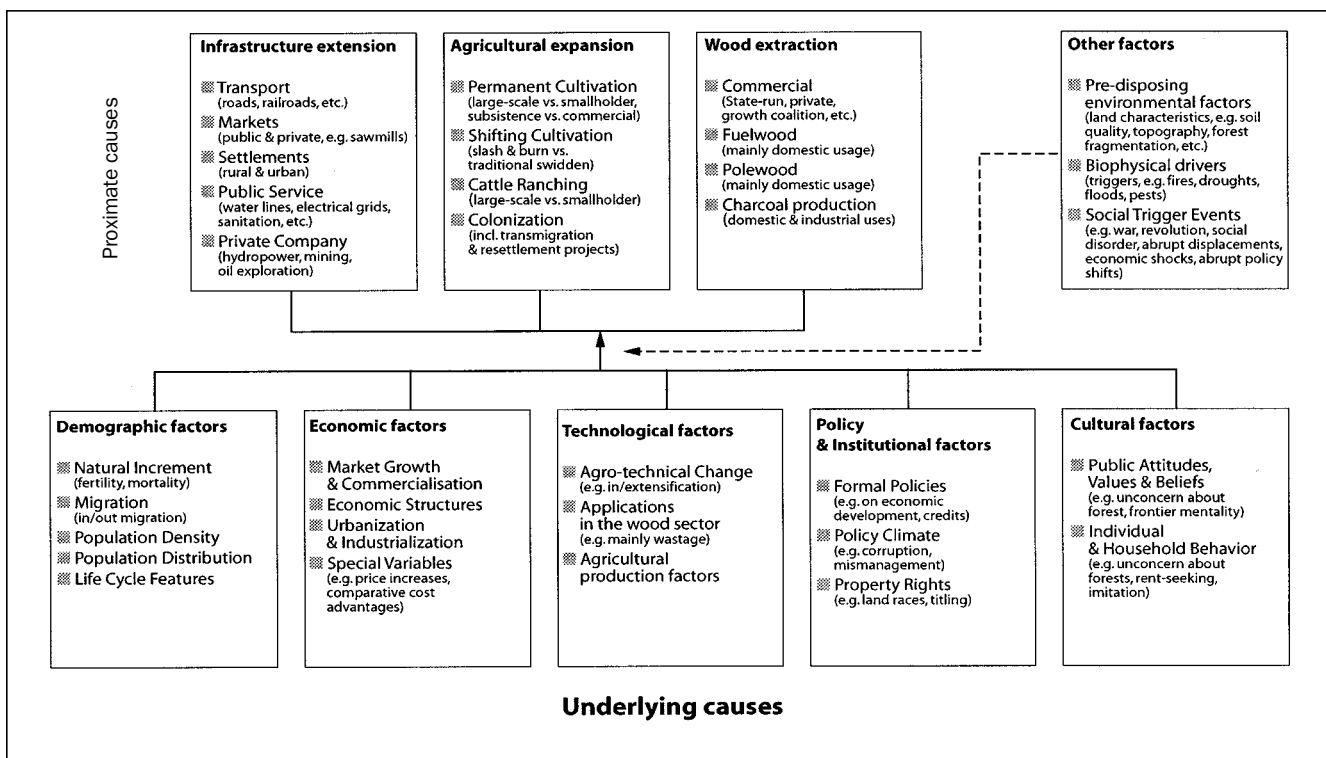 Proximate causes
Infrastructure extension
Transport
(roads, railroads, etc.)
Markets
(public & private, e.g. sawmills)
Settlements
(rural & urban)
Public Service
(water lines, electrical grids,
sanitation, etc.)
Private Company
(hydropower, mining,
oil exploration)
Agricultural expansion
Permanent Cultivation
(large-scale vs. smallholder,
subsistence vs. commercial)
Shifting Cultivation
(slash & burn vs.
traditional swidden)
Cattle Ranching
(large-scale vs. smallholder)
Colonization
(incl. transmigration
& resettlement projects)
Wood extraction
Commercial
(State-run, private,
growth coalition, etc.)
Fuelwood
(mainly domestic usage)
Polewood
(mainly domestic usage)
Charcoal production
(domestic & industrial uses)
Other factors
Pre-disposing
environmental factors
(land characteristics, e.g. soil
quality, topography, forest
fragmentation, etc.)
Biophysical drivers
(triggers, e.g. fires, droughts,
floods, pests)
Social Trigger Events
(e.g. war, revolution, social
disorder, abrupt displacements,
economic shocks, abrupt policy
shifts)
Demographic factors
Natural Increment
(fertility, mortality)
Migration
(in/out migration)
Population Density
Population Distribution
Life Cycle Features
Economic factors
Market Growth
& Commercialisation
Economic Structures
Urbanization
& Industrialization
Special Variables
(e.g. price increases,
comparative cost
advantages)
Technological factors
Agro-technical Change
(e.g. in/extensification)
Applications
in the wood sector
(e.g. mainly wastage)
Agricultural
production factors
Policy
& Institutional factors
Formal Policies
(e.g. on economic
development, credits)
Policy Climate
(e.g. corruption,
mismanagement)
Property Rights
(e.g. land races, titling)
Cultural factors
Public Attitudes,
Values & Beliefs
(e.g. unconcern about
forest, frontier mentality)
Individual
& Household Behavior
(e.g. unconcern about
forests, rent-seeking,
imitation)
Underlying causes